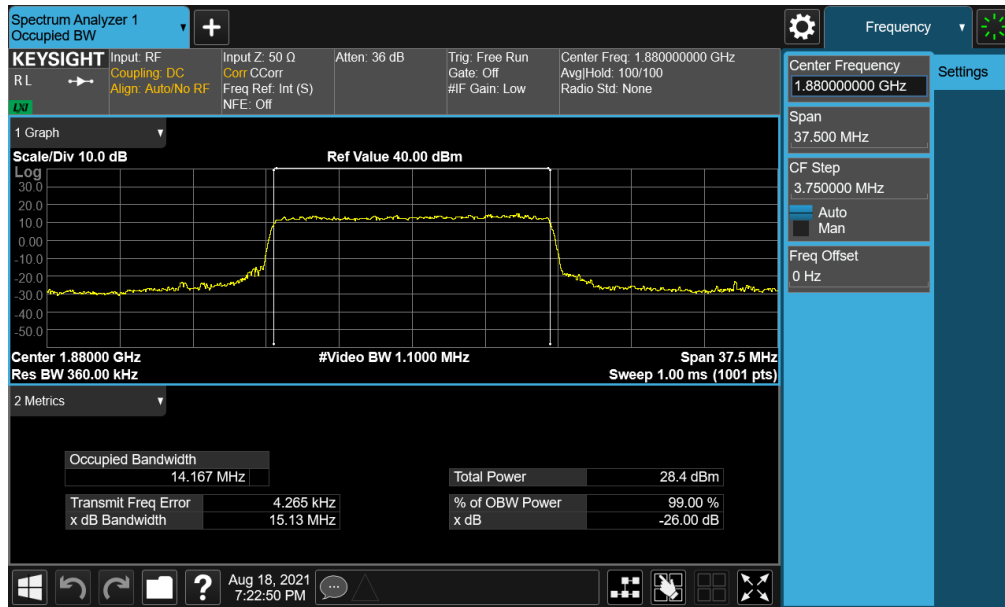 Spectrum Analyzer 1
Occupied BW
Frequency
KEYSIGHT
R L
LXI
Input: RF
Coupling: DC
Align: Auto/No RF
Input Z: 50 Ω
Corr CCorr
Freq Ref: Int (S)
NFE: Off
Atten: 36 dB
Trig: Free Run
Gate: Off
#IF Gain: Low
Center Freq: 1.880000000 GHz
Avg|Hold: 100/100
Radio Std: None
Center Frequency
1.880000000 GHz
Settings
Span
37.500 MHz
CF Step
3.750000 MHz
Auto
Man
Freq Offset
0 Hz
1 Graph
Scale/Div 10.0 dB
Ref Value 40.00 dBm
Log
30.0
20.0
10.0
0.00
-10.0
-20.0
-30.0
-40.0
-50.0
Center 1.88000 GHz
#Video BW 1.1000 MHz
Span 37.5 MHz
Res BW 360.00 kHz
Sweep 1.00 ms (1001 pts)
2 Metrics
Occupied Bandwidth
14.167 MHz
Total Power 28.4 dBm
Transmit Freq Error 4.265 kHz
% of OBW Power 99.00 %
x dB Bandwidth 15.13 MHz
x dB -26.00 dB
?
Aug 18, 2021
7:22:50 PM